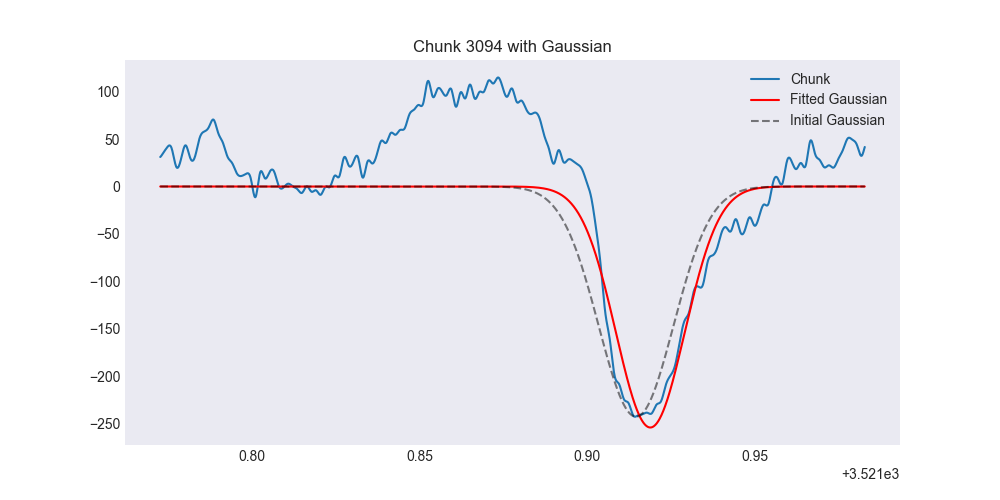 Chunk 3094 with Gaussian
Chunk
Fitted Gaussian
Initial Gaussian
100
50
0
−50
−100
−150
−200
−250
0.80 0.85 0.90 0.95
+3.521e3